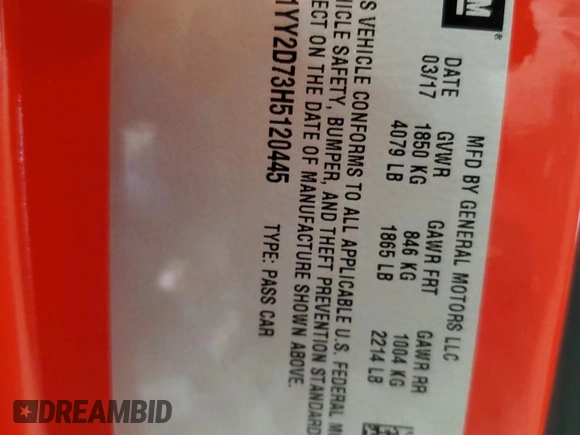 GM ®
MFD BY GENERAL MOTORS LLC
DATE GVWR GAWR FRT GAWR RR
03/17 1850 KG 846 KG 1004 KG
4079 LB 1865 LB 2214 LB
S VEHICLE CONFORMS TO ALL APPLICABLE U.S. FEDERAL M
HICLE SAFETY, BUMPER, AND THEFT PREVENTION STANDARD
ECT ON THE DATE OF MANUFACTURE SHOWN ABOVE.
1YY2D73H5120445 TYPE: PASS CAR
DREAMBID